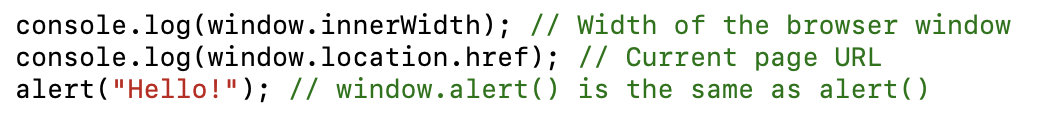 console.log(window.innerWidth); // Width of the browser window
console.log(window.location.href); // Current page URL
alert("Hello!"); // window.alert() is the same as alert()